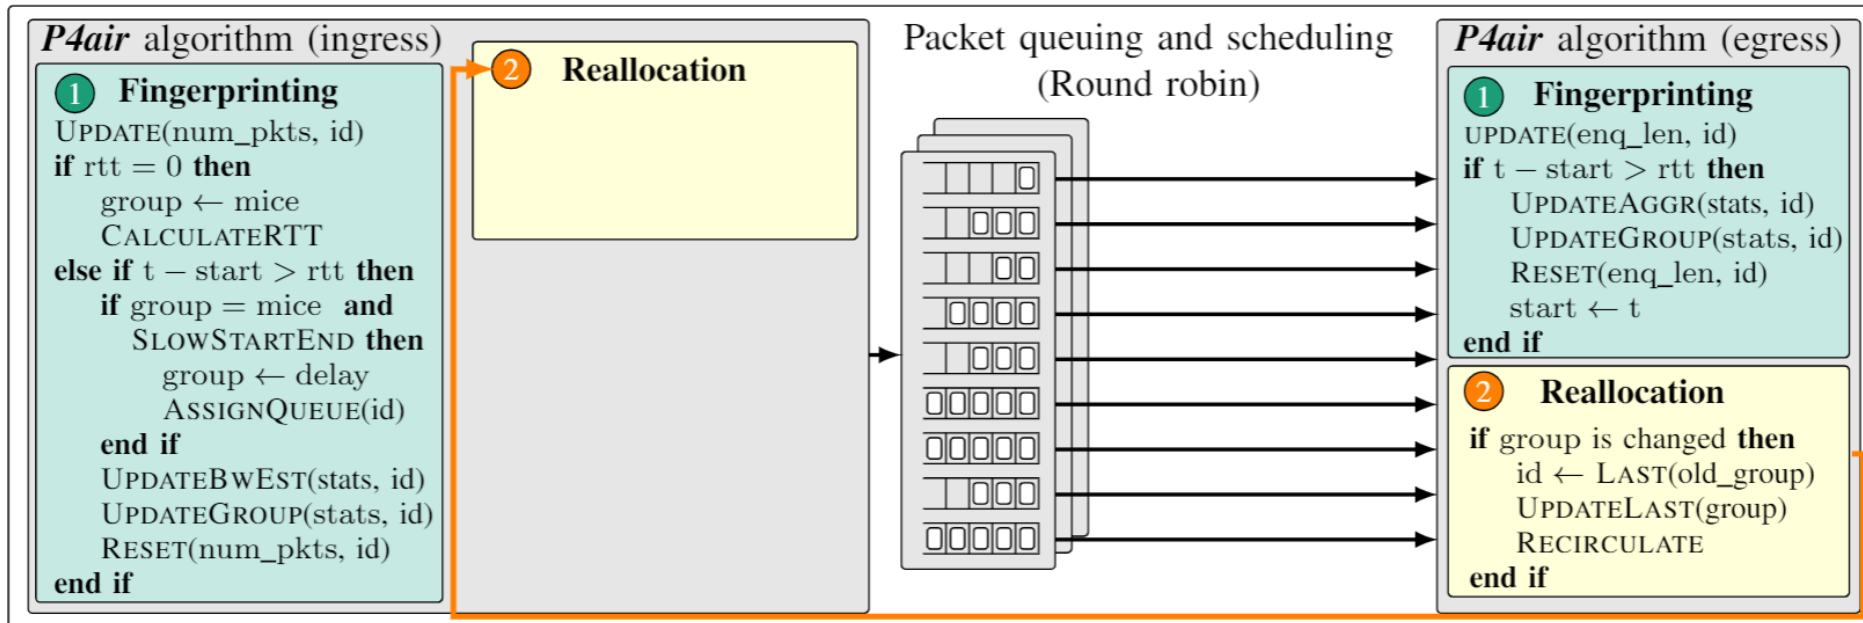 P4air algorithm (ingress)
1 Fingerprinting
UPDATE(num_pkts, id)
if rtt = 0 then
group ← mice
CALCULATERTT
else if t − start > rtt then
if group = mice and
SLOWSTARTEND then
group ← delay
ASSIGNQUEUE(id)
end if
UPDATEBWEST(stats, id)
UPDATEGROUP(stats, id)
RESET(num_pkts, id)
end if
2 Reallocation
Packet queuing and scheduling
(Round robin)
P4air algorithm (egress)
1 Fingerprinting
UPDATE(enq_len, id)
if t − start > rtt then
UPDATEAGGR(stats, id)
UPDATEGROUP(stats, id)
RESET(enq_len, id)
start ← t
end if
2 Reallocation
if group is changed then
id ← LAST(old_group)
UPDATELAST(group)
RECIRCULATE
end if